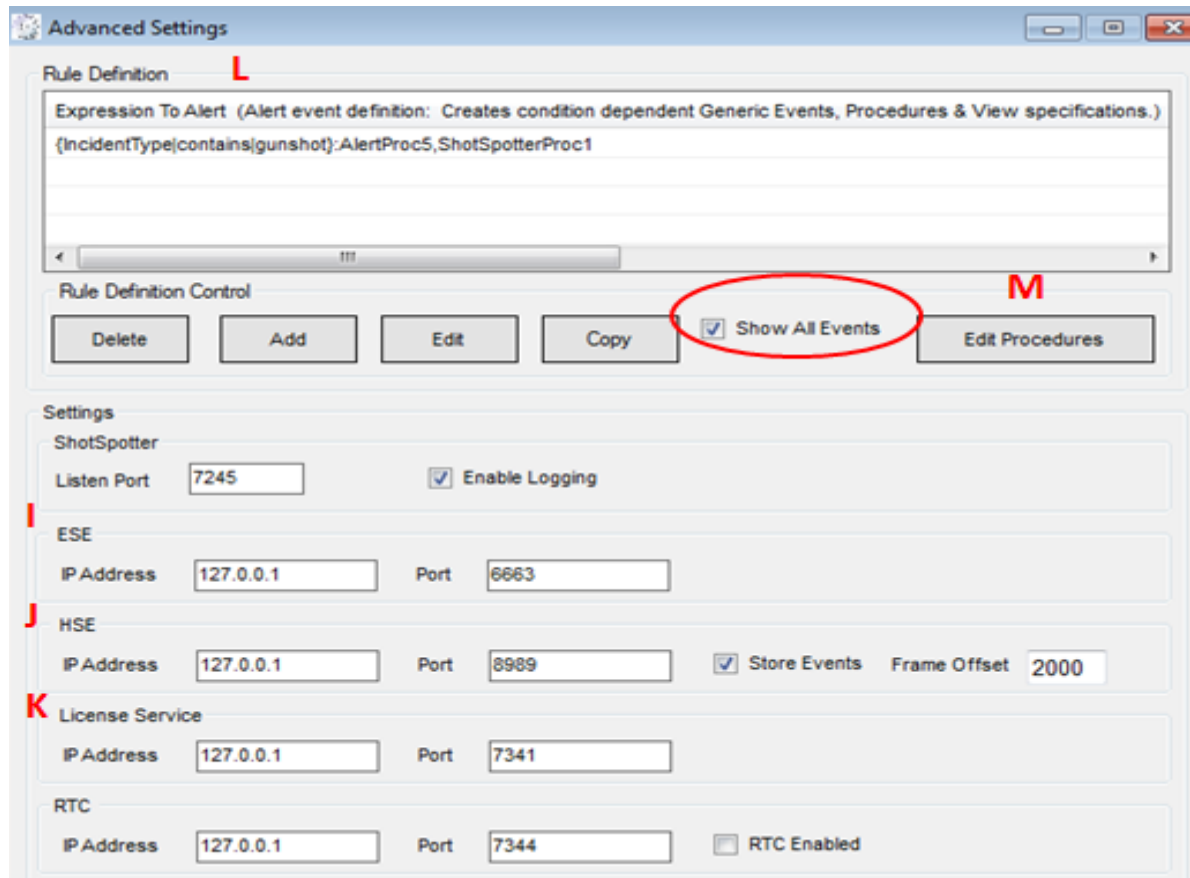 Advanced Settings
Rule Definition L
Expression To Alert (Alert event definition: Creates condition dependent Generic Events, Procedures & View specifications.)
{IncidentType|contains|gunshot}:AlertProc5,ShotSpotterProc1
Rule Definition Control M
Delete Add Edit Copy Show All Events Edit Procedures
Settings
ShotSpotter
Listen Port 7245 Enable Logging
I
ESE
IP Address 127.0.0.1 Port 6663
J HSE
IP Address 127.0.0.1 Port 8989 Store Events Frame Offset 2000
K License Service
IP Address 127.0.0.1 Port 7341
RTC
IP Address 127.0.0.1 Port 7344 RTC Enabled